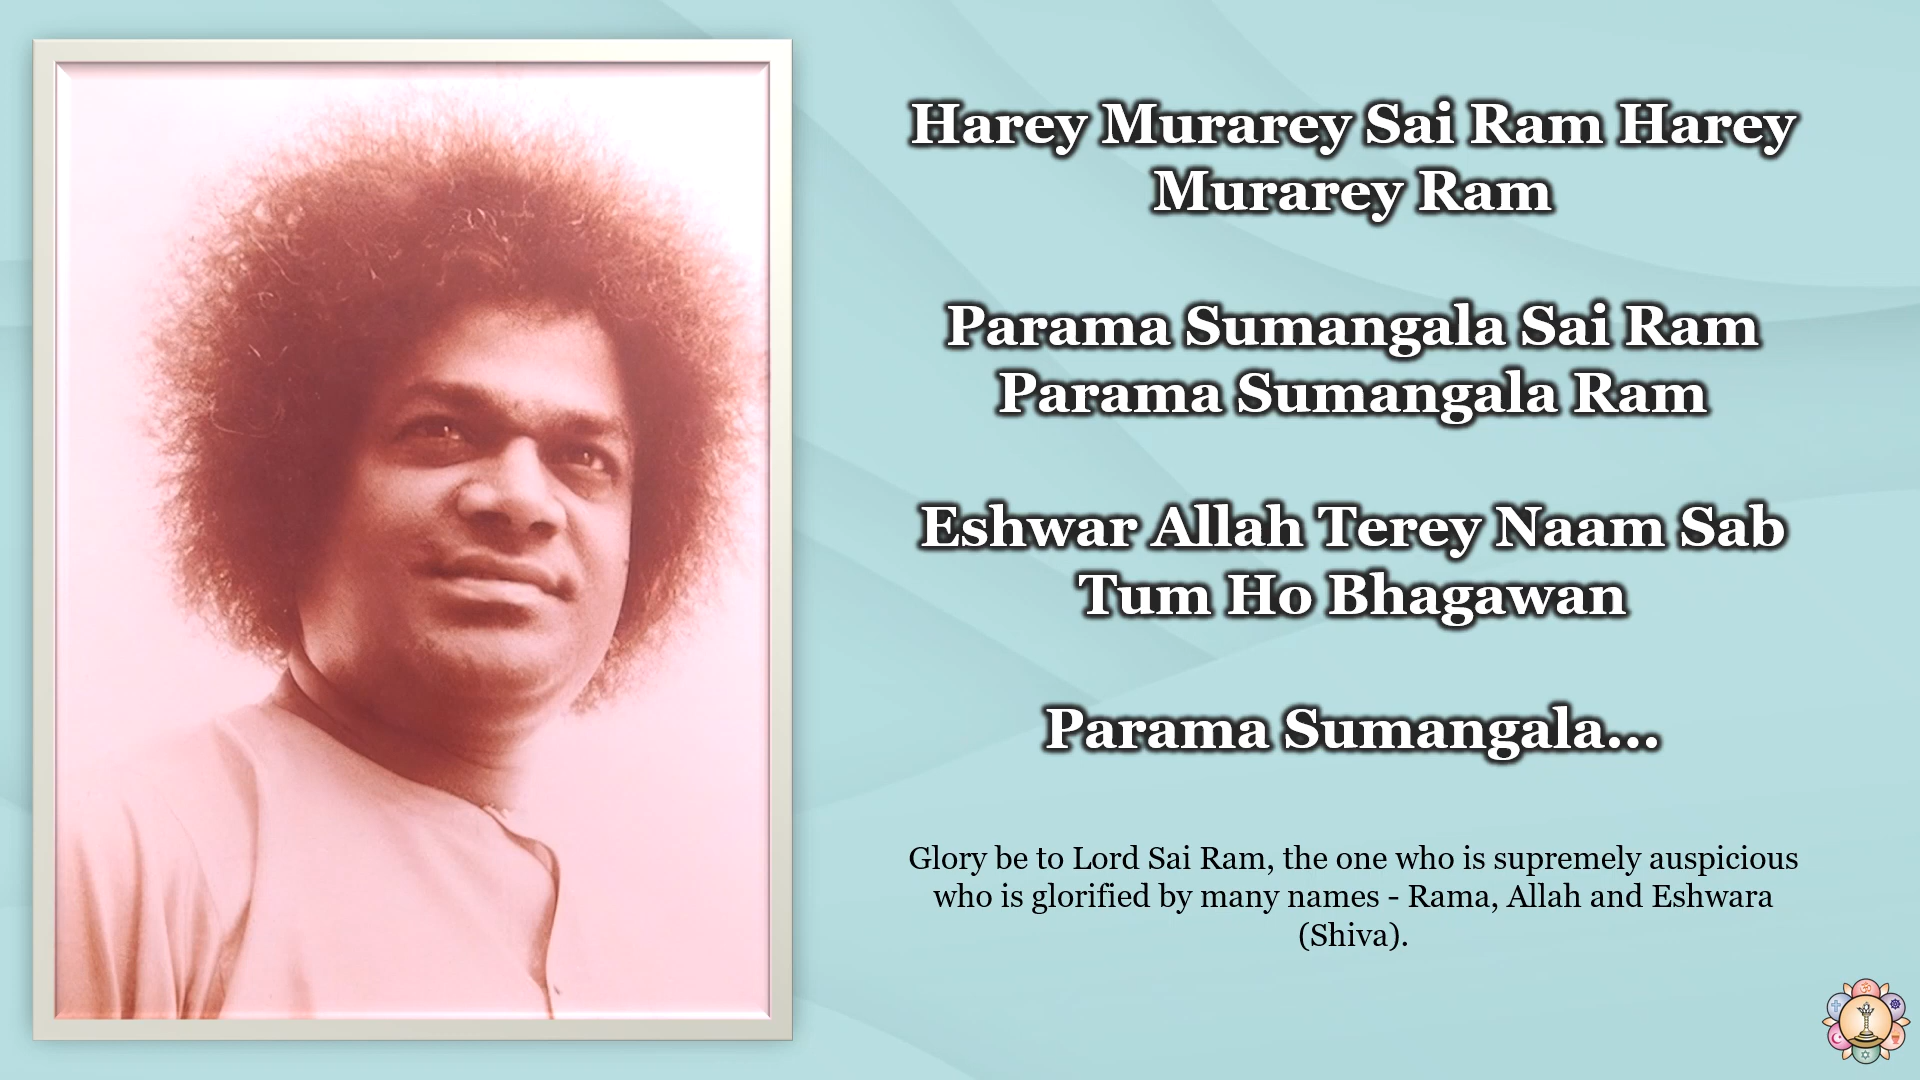 Harey Murarey Sai Ram Harey
Murarey Ram
Parama Sumangala Sai Ram
Parama Sumangala Ram
Eshwar Allah Terey Naam Sab
Tum Ho Bhagawan
Parama Sumangala...
Glory be to Lord Sai Ram, the one who is supremely auspicious
who is glorified by many names - Rama, Allah and Eshwara
(Shiva).